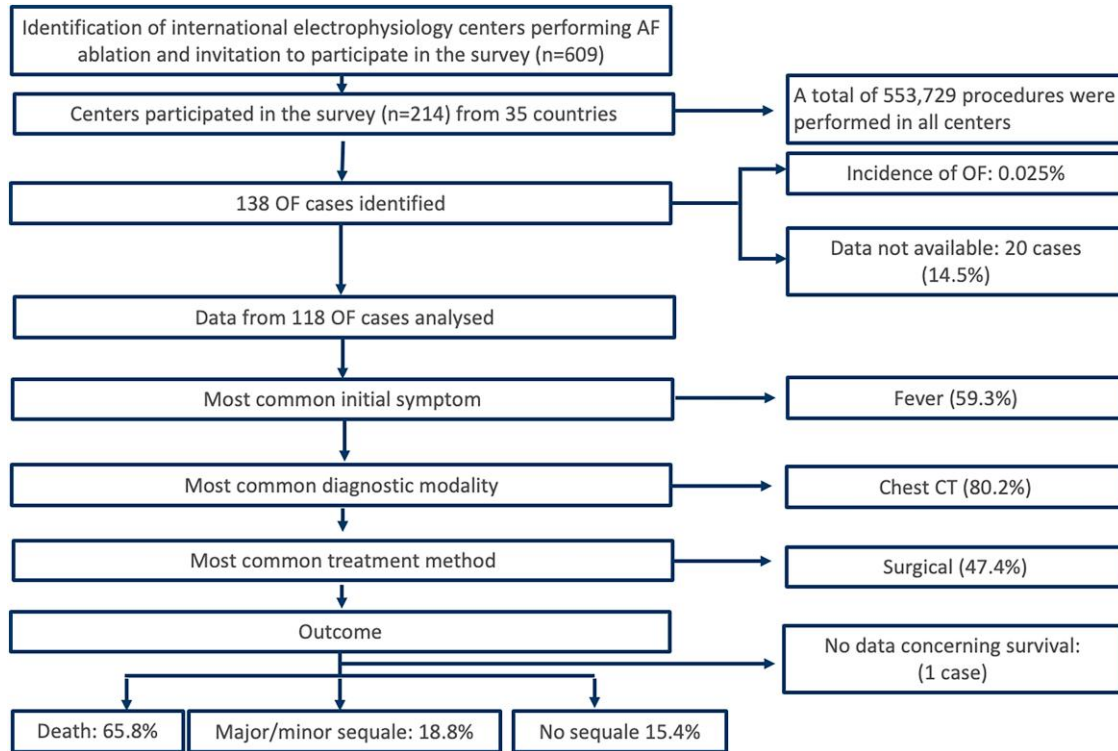 Identification of international electrophysiology centers performing AF
ablation and invitation to participate in the survey (n=609)
Centers participated in the survey (n=214) from 35 countries
A total of 553,729 procedures were
performed in all centers
138 OF cases identified
Incidence of OF: 0.025%
Data not available: 20 cases
(14.5%)
Data from 118 OF cases analysed
Most common initial symptom
Fever (59.3%)
Most common diagnostic modality
Chest CT (80.2%)
Most common treatment method
Surgical (47.4%)
Outcome
No data concerning survival:
(1 case)
Death: 65.8%
Major/minor sequale: 18.8%
No sequale 15.4%